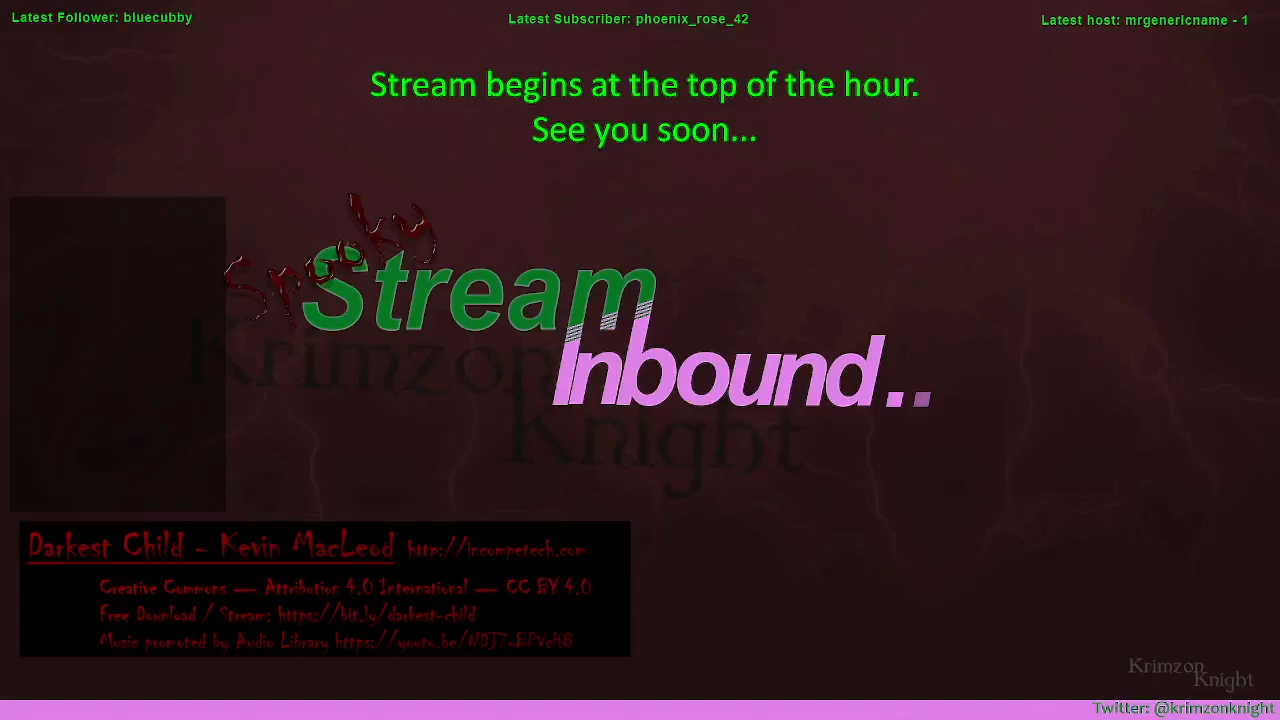 Latest Follower: bluecubby
Latest Subscriber: phoenix_rose_42
Latest host: mrgenericname - 1
Stream begins at the top of the hour.
See you soon...
Spooky
Stream
Inbound..
Krimzon
Knight
Darkest Child - Kevin MacLeod http://incompetech.com
Creative Commons — Attribution 4.0 International — CC BY 4.0
Free Download / Stream: https://bit.ly/darkest-child
Music promoted by Audio Library
Krimzon
Knight
Twitter: @krimzonknight